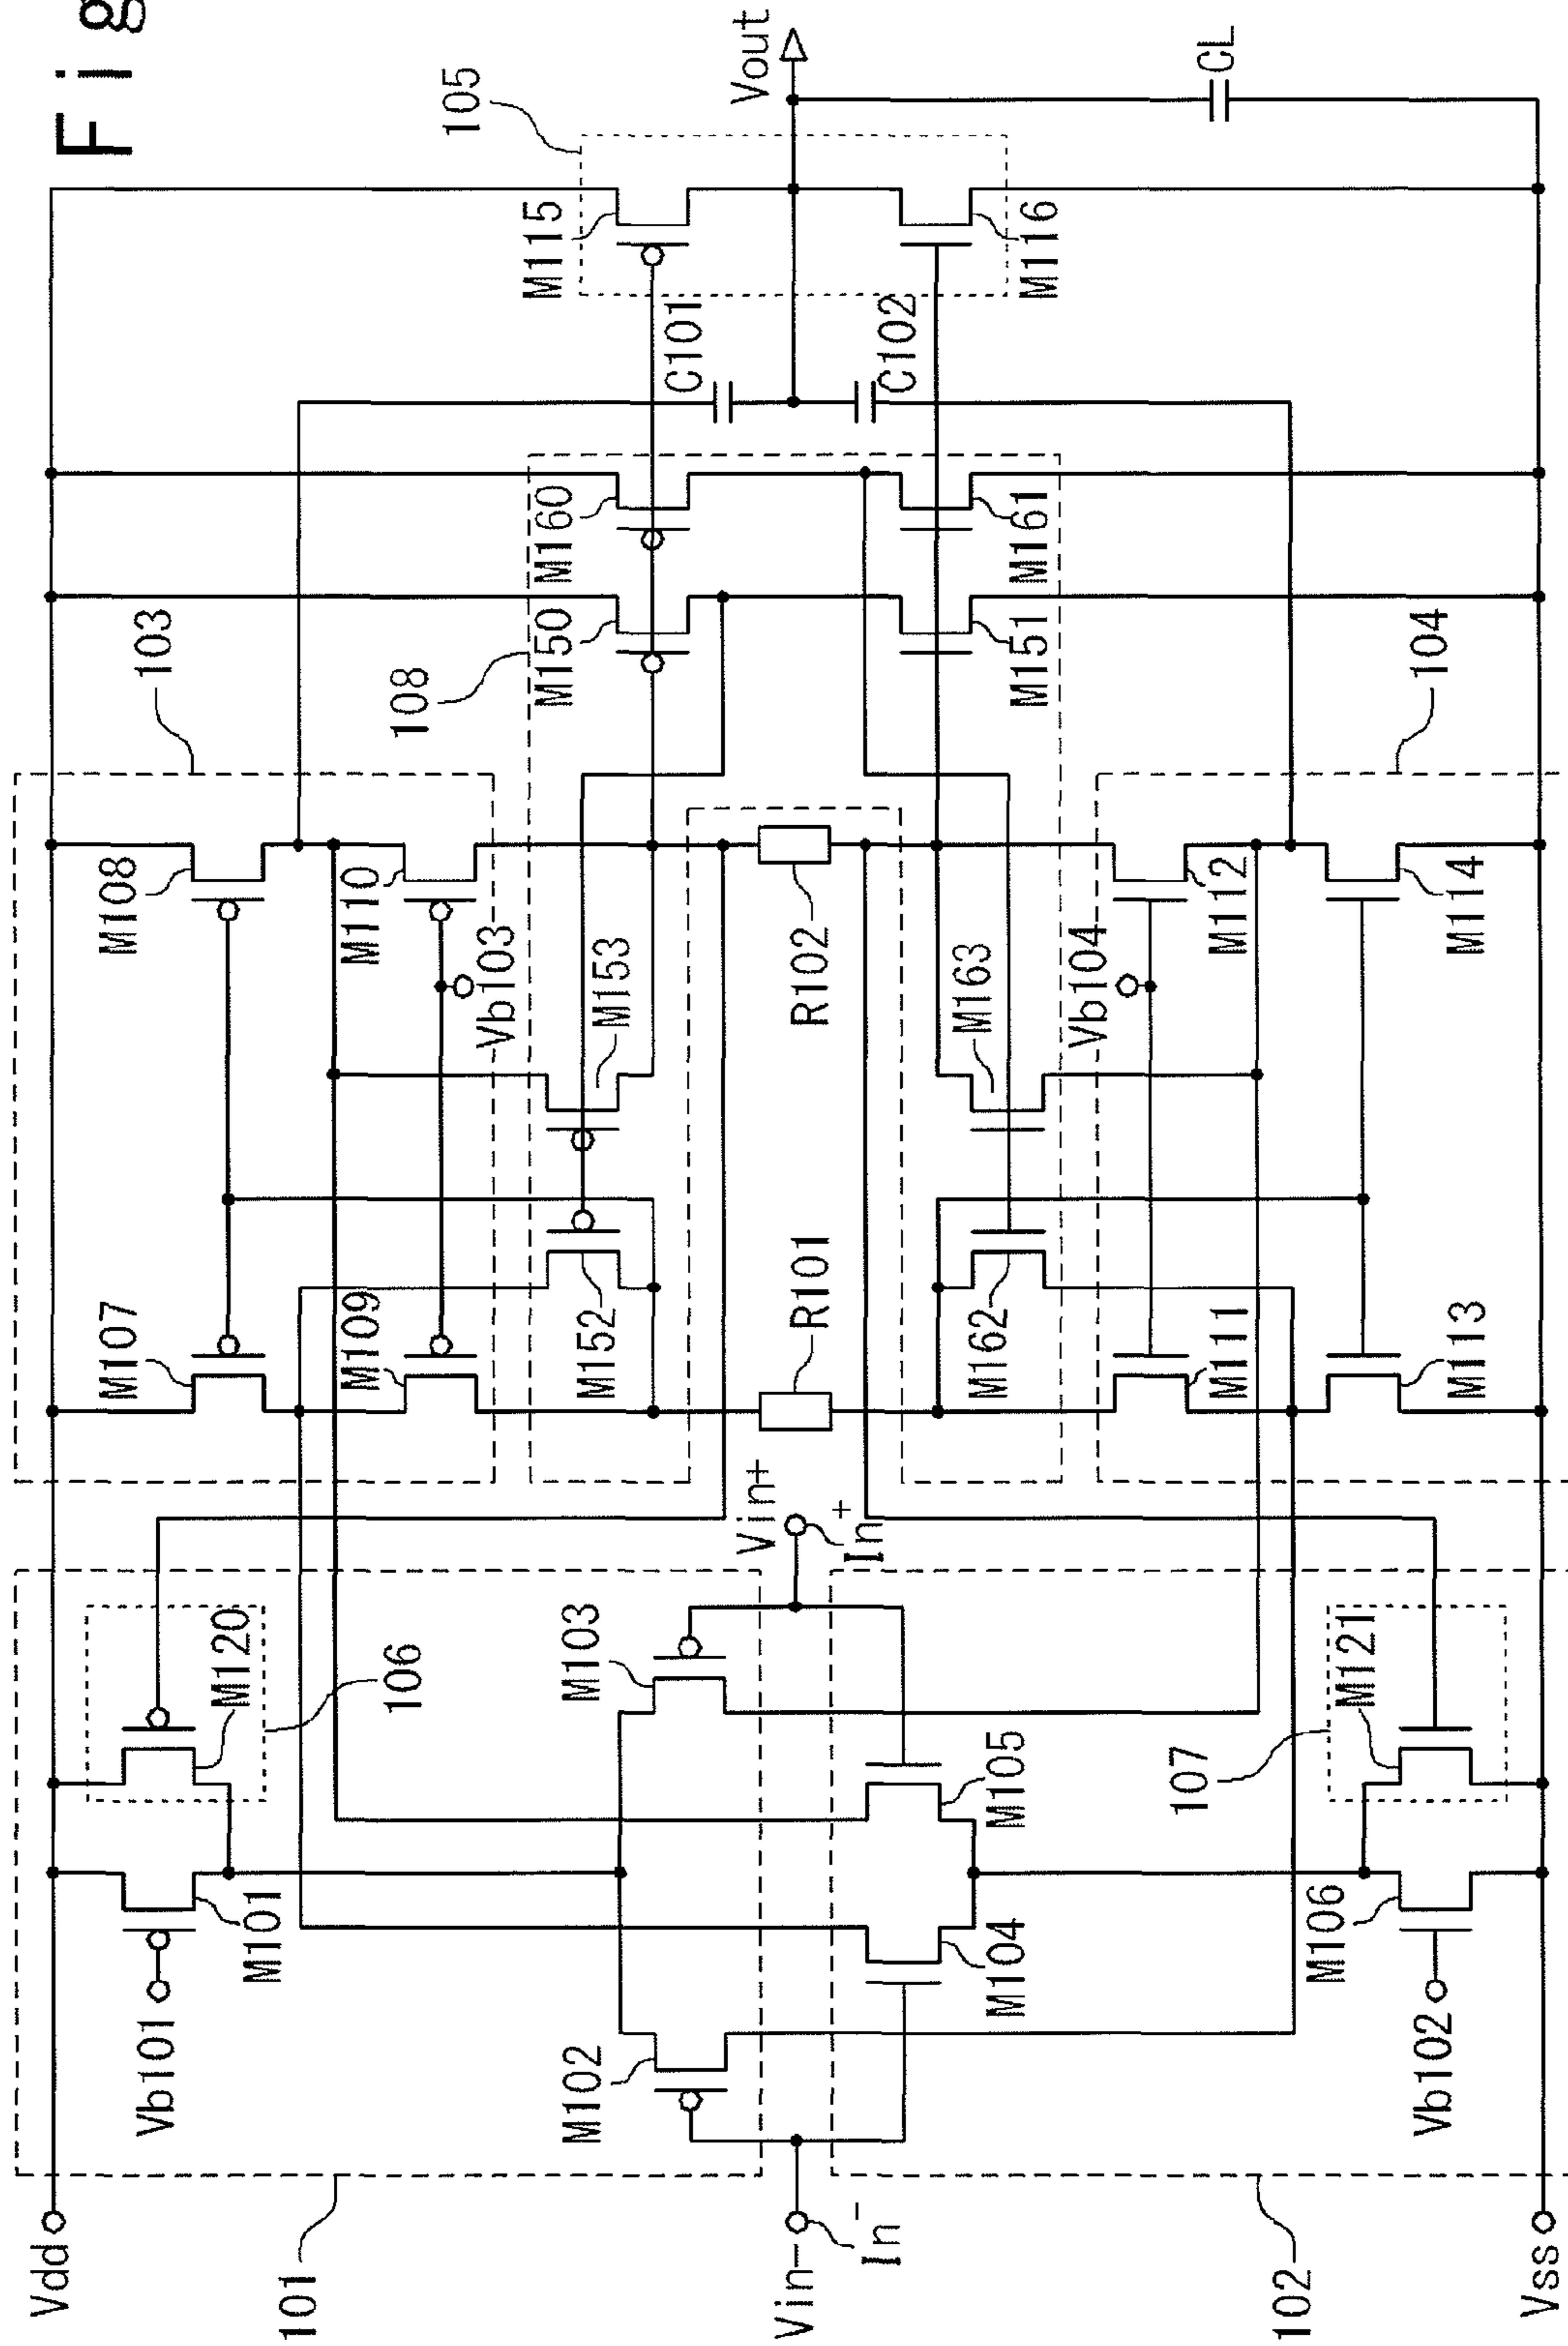 Fig
Vdd
101
Vb101
M101
M120
106
M102
M103
Vin-
In-
Vin+
In+
M104
M105
102
Vb102
M106
107
M121
Vss
103
M107
M108
M109
M110
Vb103
108
M152
M153
R101
R102
M162
M163
Vb104
M111
M112
M113
M114
104
M150
M160
M151
M161
C101
C102
105
M115
M116
Vout
CL